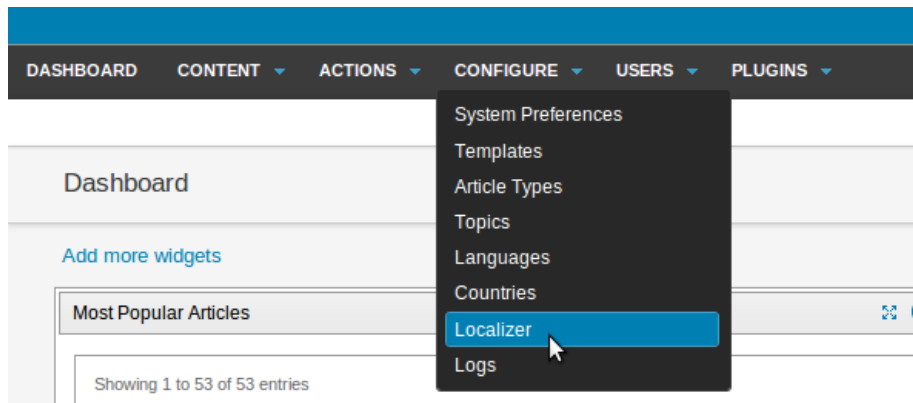 DASHBOARD CONTENT ACTIONS CONFIGURE USERS PLUGINS
System Preferences
Templates
Article Types
Topics
Languages
Countries
Localizer
Logs
Dashboard
Add more widgets
Most Popular Articles
Showing 1 to 53 of 53 entries